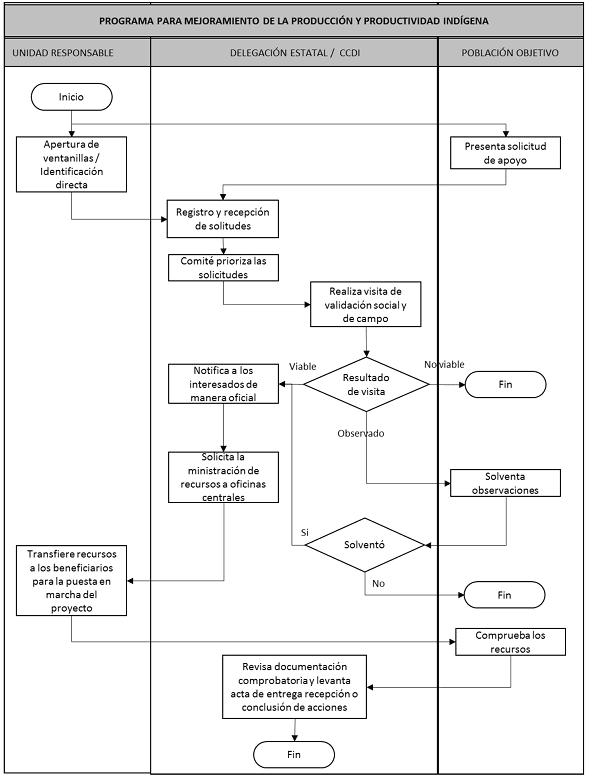 PROGRAMA PARA MEJORAMIENTO DE LA PRODUCCIÓN Y PRODUCTIVIDAD INDÍGENA
UNIDAD RESPONSABLE
DELEGACIÓN ESTATAL / CCDI
POBLACIÓN OBJETIVO
Inicio
Apertura de
ventanillas /
Identificación
directa
Presenta solicitud
de apoyo
Registro y recepción
de solitudes
Comité prioriza las
solicitudes
Realiza visita de
validación social y
de campo
Notifica a los
interesados de
manera oficial
Viable
Resultado
de visita
No viable
Fin
Observado
Solicita la
ministración de
recursos a oficinas
centrales
Solventa
observaciones
Si
Solventó
No
Fin
Transfiere recursos
a los beneficiarios
para la puesta en
marcha del
proyecto
Comprueba los
recursos
Revisa documentación
comprobatoria y levanta
acta de entrega recepción o
conclusión de acciones
Fin